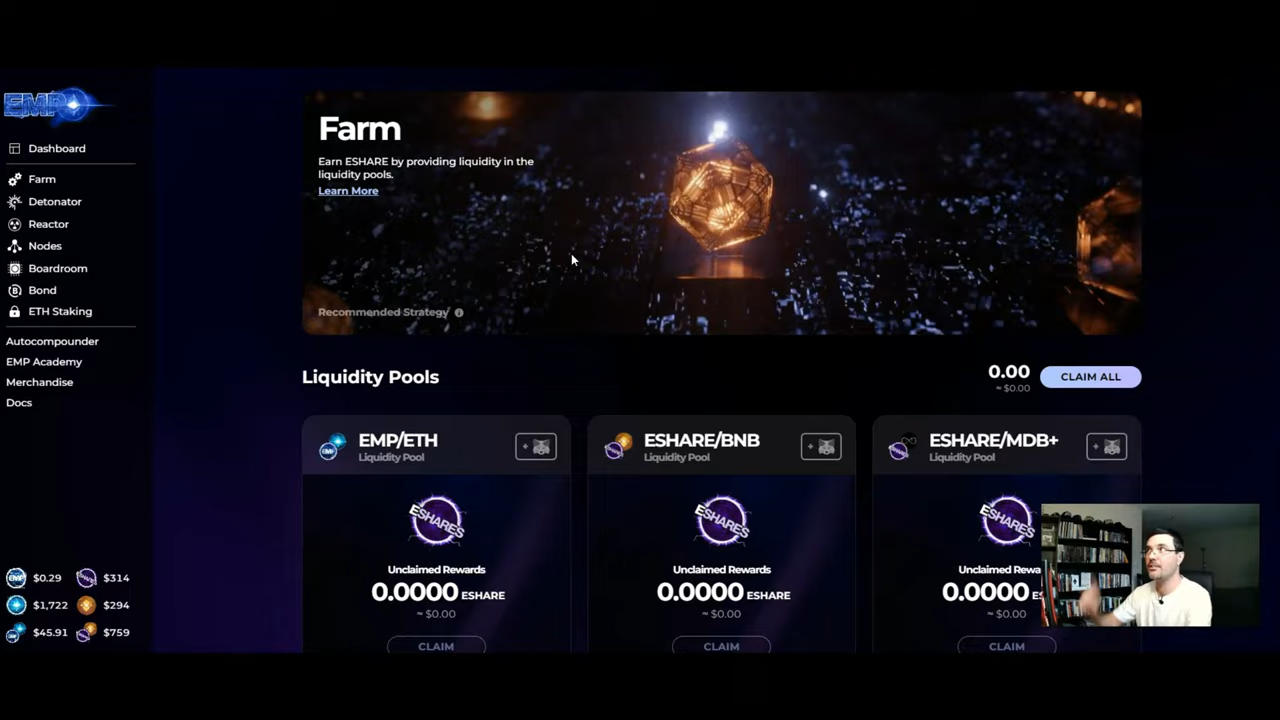 EMP
Dashboard
Farm
Detonator
Reactor
Nodes
Boardroom
Bond
ETH Staking
Autocompounder
EMP Academy
Merchandise
Docs
$0.29
$314
$1,722
$294
$45.91
$759
Farm
Earn ESHARE by providing liquidity in the
liquidity pools.
Learn More
Recommended Strategy
Liquidity Pools
0.00
≈ $0.00
CLAIM ALL
EMP/ETH
Liquidity Pool
ESHARES
Unclaimed Rewards
0.0000 ESHARE
≈ $0.00
CLAIM
ESHARE/BNB
Liquidity Pool
ESHARES
Unclaimed Rewards
0.0000 ESHARE
≈ $0.00
CLAIM
ESHARE/MDB+
Liquidity Pool
ESHARES
Unclaimed Rewa
0.0000 ES
≈ $0.00
CLAIM